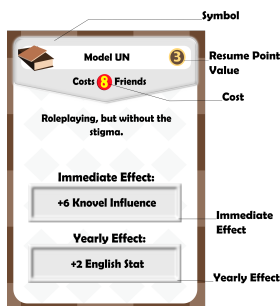 Symbol
Model UN
3
Resume Point
Value
Costs 8 Friends
Cost
Roleplaying, but without the
stigma.
Immediate Effect:
+6 Knovel Influence
Immediate
Effect
Yearly Effect:
+2 English Stat
Yearly Effect